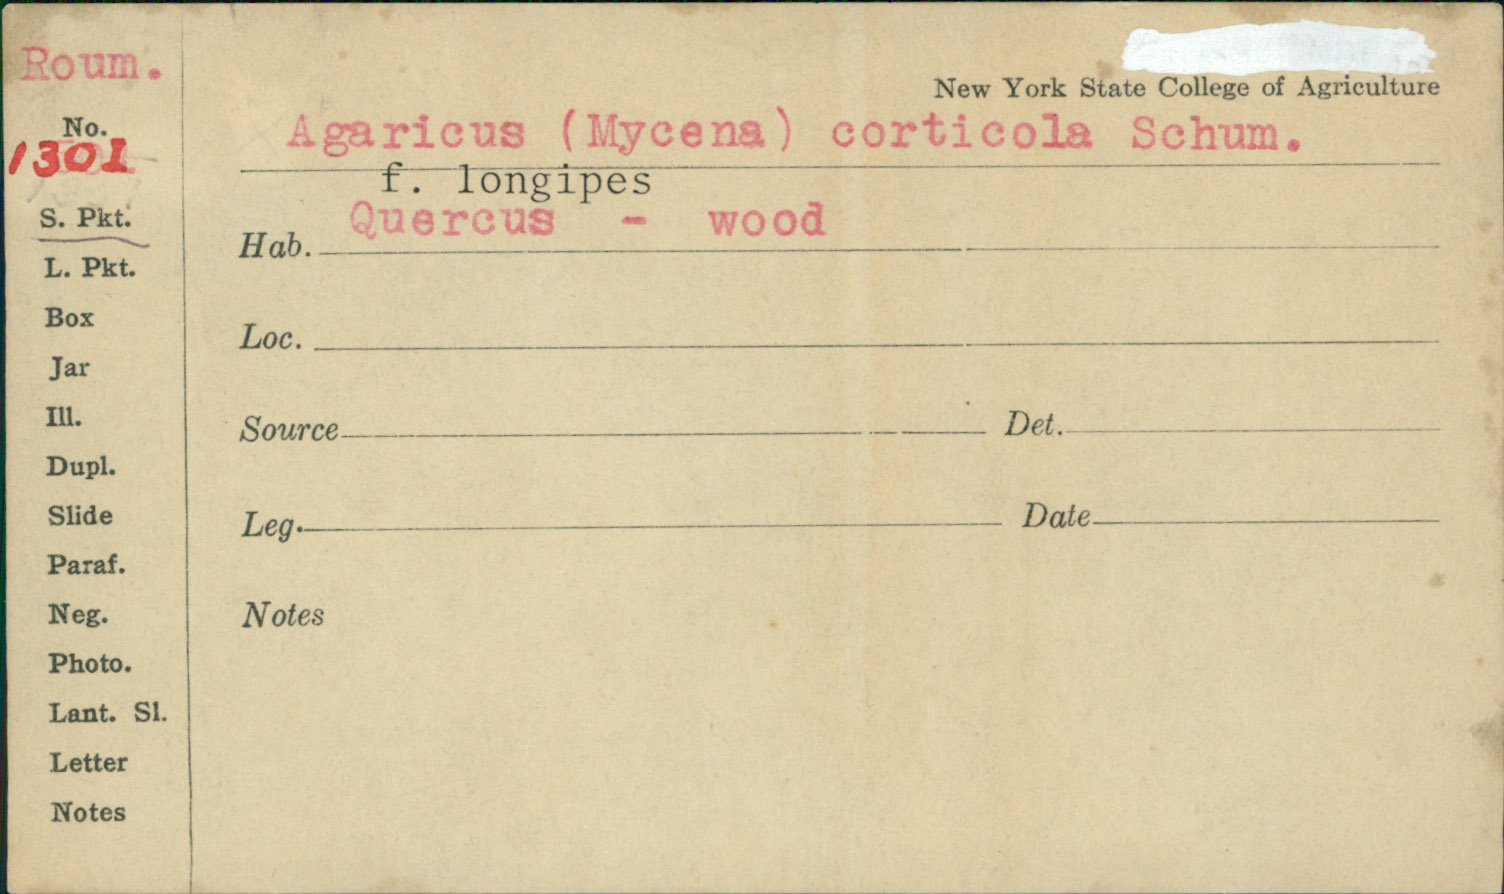 Roum.
No.
1301
S. Pkt.
L. Pkt.
Box
Jar
Ill.
Dupl.
Slide
Paraf.
Neg.
Photo.
Lant. Sl.
Letter
Notes
New York State College of Agriculture
Agaricus (Mycena) corticola Schum.
f. longipes
Quercus - wood
Hab.
Loc.
Source Det.
Leg. Date
Notes